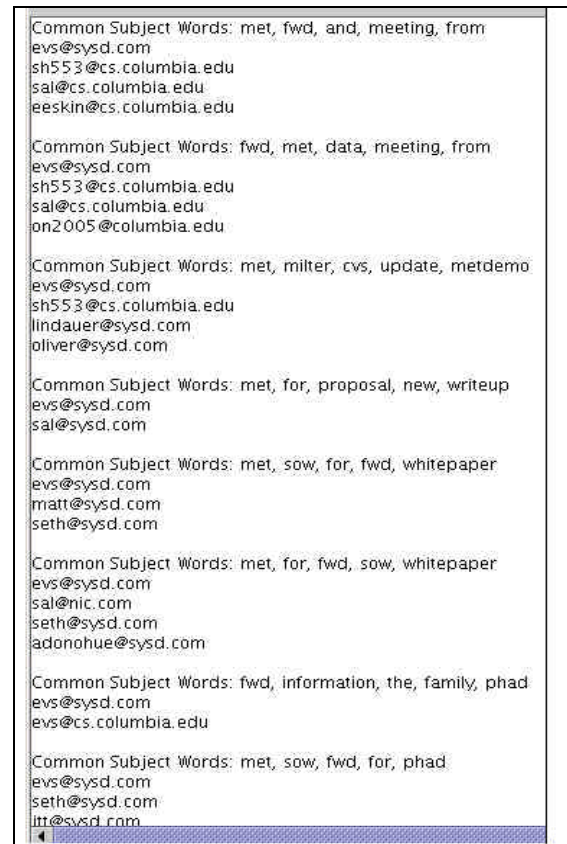 Common Subject Words: met, fwd, and, meeting, from
evs@sysd.com
sh553@cs.columbia.edu
sal@cs.columbia.edu
eeskin@cs.columbia.edu
Common Subject Words: fwd, met, data, meeting, from
evs@sysd.com
sh553@cs.columbia.edu
sal@cs.columbia.edu
on2005@columbia.edu
Common Subject Words: met, milter, cvs, update, metdemo
evs@sysd.com
sh553@cs.columbia.edu
lindauer@sysd.com
oliver@sysd.com
Common Subject Words: met, for, proposal, new, writeup
evs@sysd.com
sal@sysd.com
Common Subject Words: met, sow, for, fwd, whitepaper
evs@sysd.com
matt@sysd.com
seth@sysd.com
Common Subject Words: met, for, fwd, sow, whitepaper
evs@sysd.com
sal@nic.com
seth@sysd.com
adonohue@sysd.com
Common Subject Words: fwd, information, the, family, phad
evs@sysd.com
evs@cs.columbia.edu
Common Subject Words: met, sow, fwd, for, phad
evs@sysd.com
seth@sysd.com
itt@sysd.com